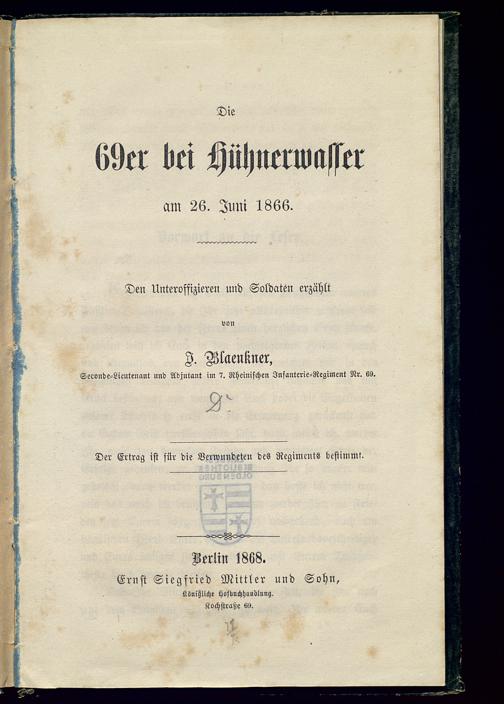 Die
69er bei Hühnerwasser
am 26. Juni 1866.
Den Unteroffizieren und Soldaten erzählt
von
J. Blaenkner,
Seconde-Lieutenant und Adjutant im 7. Rheinischen Infanterie-Regiment Nr. 69.
Der Ertrag ist für die Verwundeten des Regiments bestimmt.
BIBLIOTHEK
OLDENBURG
Berlin 1868.
Ernst Siegfried Mittler und Sohn,
Königliche Hofbuchhandlung.
Kochstraße 69.